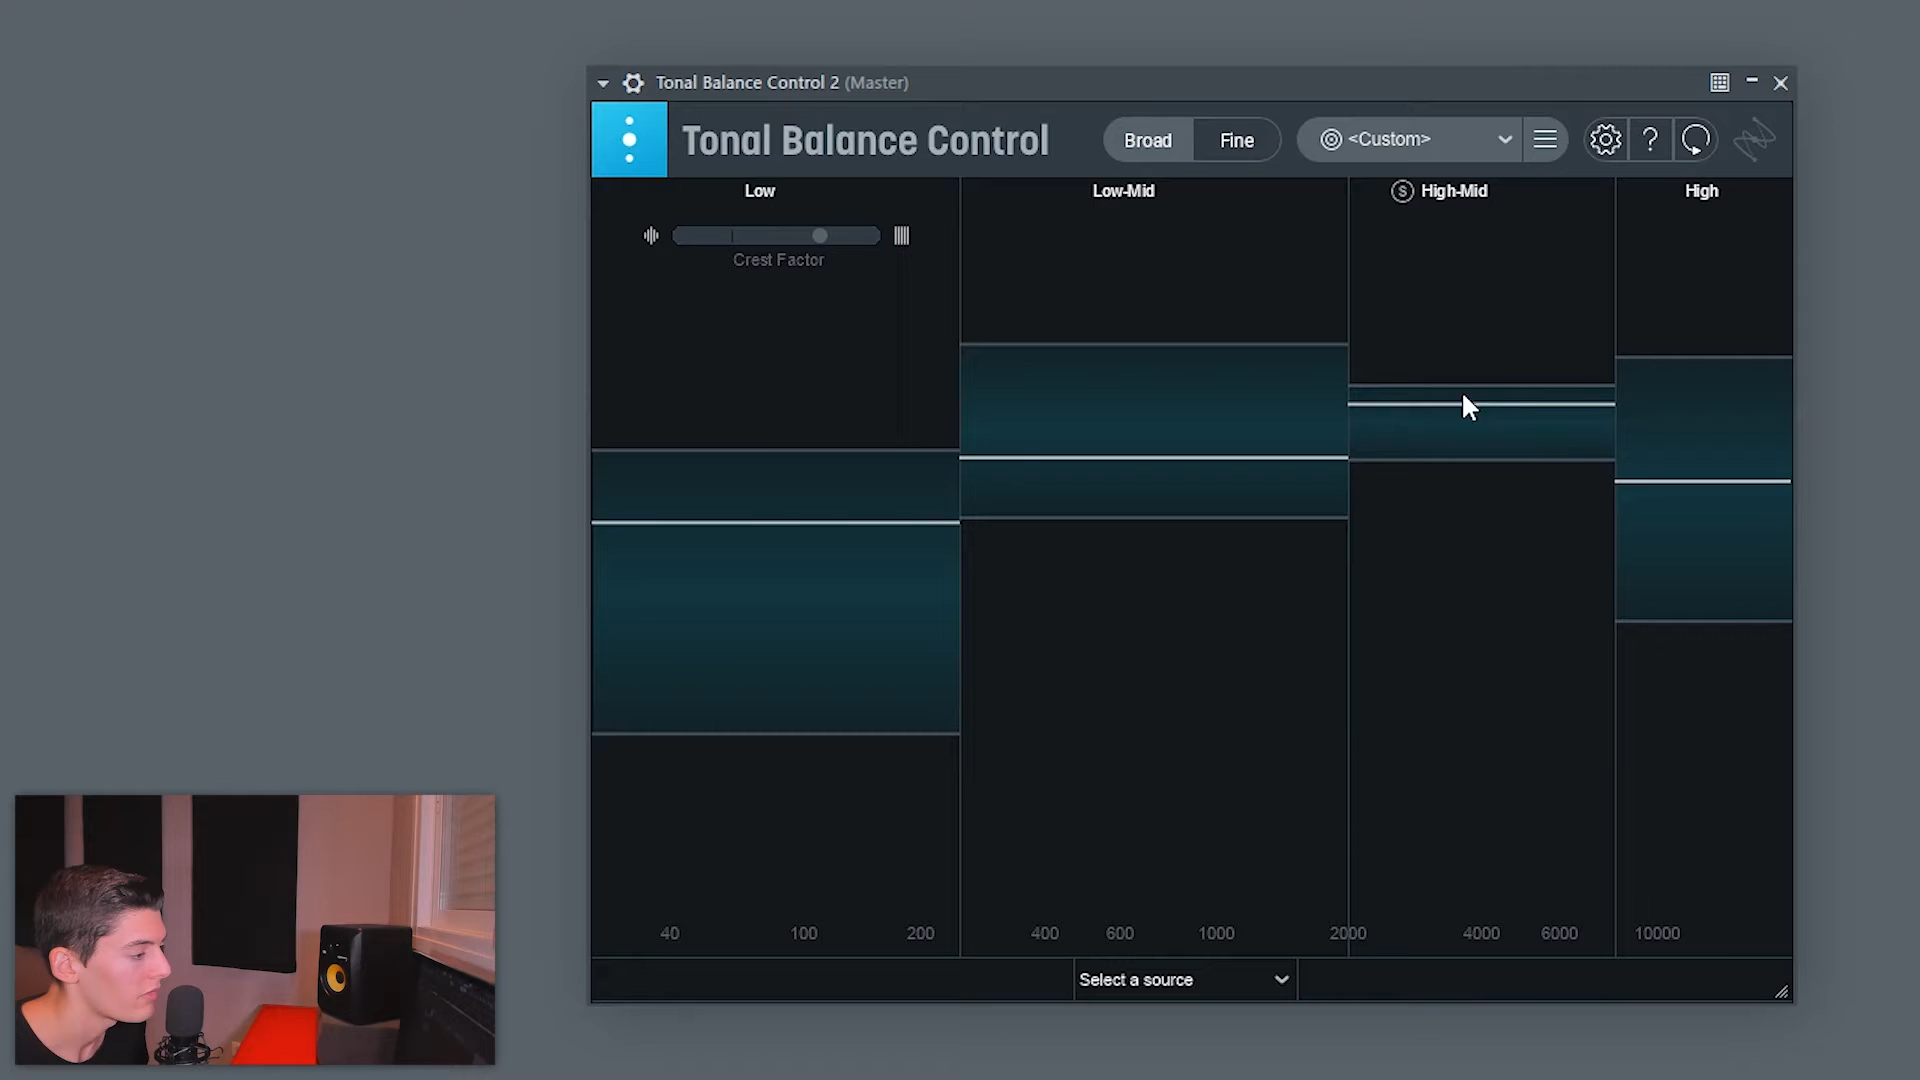 Tonal Balance Control 2 (Master)
Tonal Balance Control
Broad
Fine
<Custom>
?
Low
Low-Mid
S High-Mid
High
Crest Factor
40 100 200 400 600 1000 2000 4000 6000 10000
Select a source